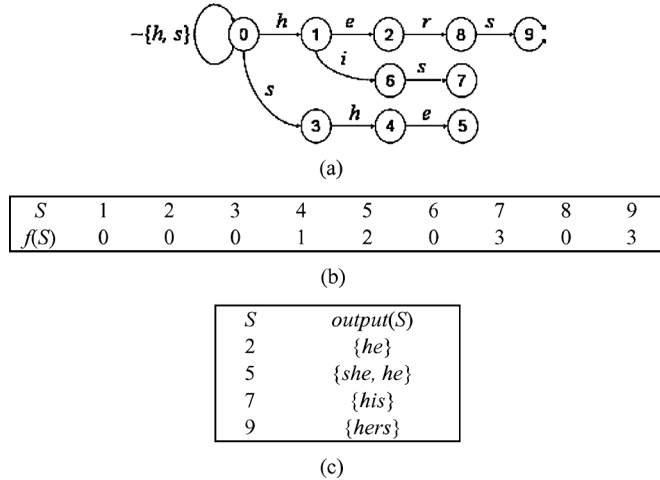 ~{h, s} 0 h 1 e 2 r 8 s 9
i 6 s 7
s 3 h 4 e 5
(a)
S 1 2 3 4 5 6 7 8 9
f(S) 0 0 0 1 2 0 3 0 3
(b)
S output(S)
2 {he}
5 {she, he}
7 {his}
9 {hers}
(c)